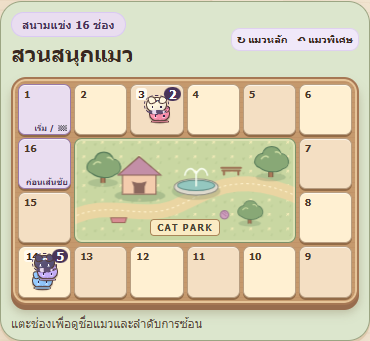 สนามแข่ง 16 ช่อง
สวนสนุกแมว
↻ แมวหลัก ↶ แมวพิเศษ
1 2 3 2 4 5 6
เริ่ม /
16 7
ก่อนเส้นชัย
15 8
CAT PARK
14 5 13 12 11 10 9
แตะช่องเพื่อดูชื่อแมวและลำดับการซ้อน